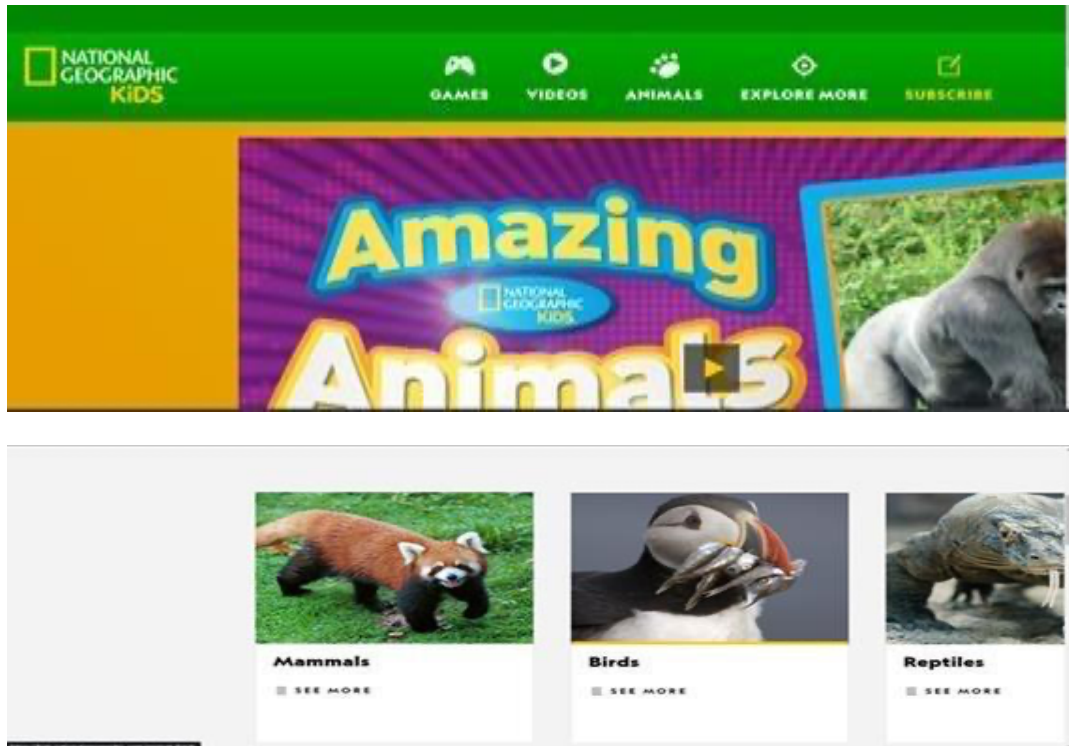 NATIONAL
GEOGRAPHIC
KiDS
GAMES VIDEOS ANIMALS EXPLORE MORE SUBSCRIBE
Amazing
NATIONAL
GEOGRAPHIC
KIDS
Animals
Mammals Birds Reptiles
SEE MORE SEE MORE SEE MORE